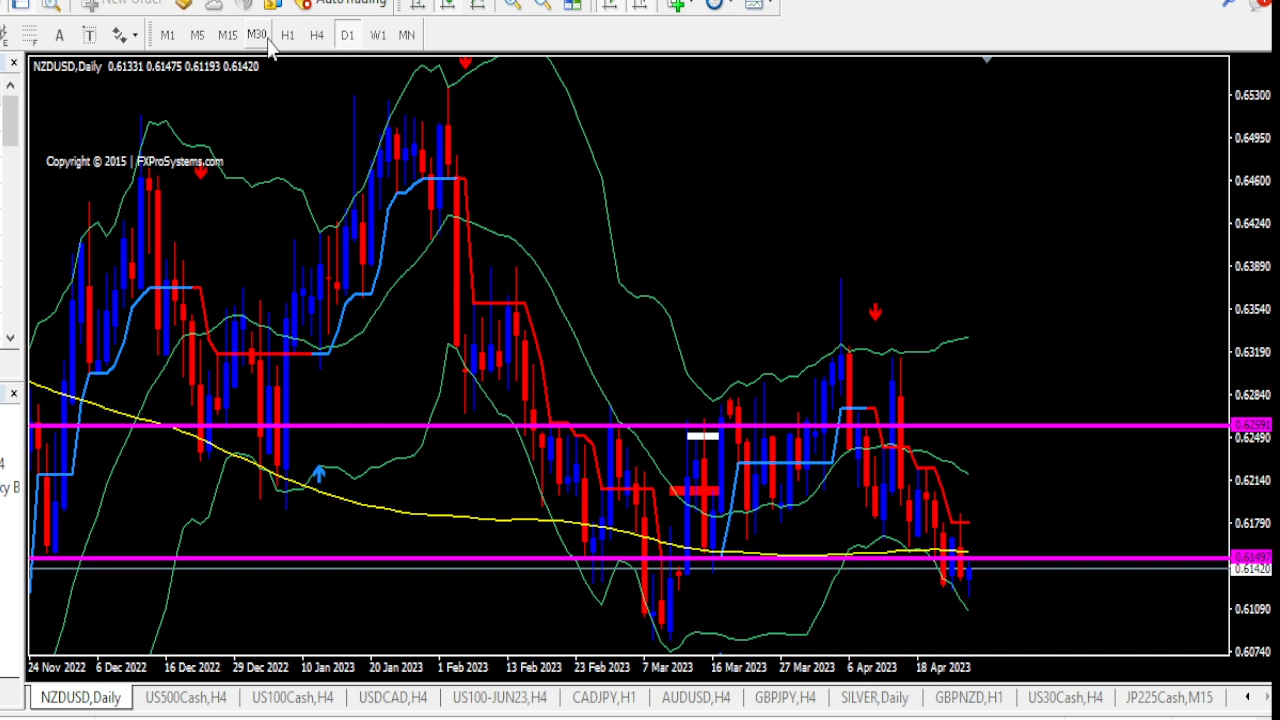 New Order
AutoTrading
A T M1 M5 M15 M30 H1 H4 D1 W1 MN
NZDUSD,Daily 0.61331 0.61475 0.61193 0.61420
0.65300
Copyright © 2015 | FXProSystems.com
0.64950
0.64600
0.64240
0.63890
0.63540
0.63190
0.62840
0.62591
0.62490
0.62140
0.61790
0.61497
0.61420
0.61090
0.60740
24 Nov 2022 6 Dec 2022 16 Dec 2022 29 Dec 2022 10 Jan 2023 20 Jan 2023 1 Feb 2023 13 Feb 2023 23 Feb 2023 7 Mar 2023 16 Mar 2023 27 Mar 2023 6 Apr 2023 18 Apr 2023
NZDUSD,Daily US500Cash,H4 US100Cash,H4 USDCAD,H4 US100-JUN23,H4 CADJPY,H1 AUDUSD,H4 GBPJPY,H4 SILVER,Daily GBPNZD,H1 US30Cash,H4 JP225Cash,M15